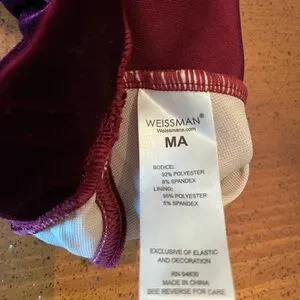 WEISSMAN®
Weissmans.com
MA
BODICE:
92% POLYESTER
8% SPANDEX
LINING:
95% POLYESTER
5% SPANDEX
EXCLUSIVE OF ELASTIC
AND DECORATION
RN 64630
MADE IN CHINA
SEE REVERSE FOR CARE